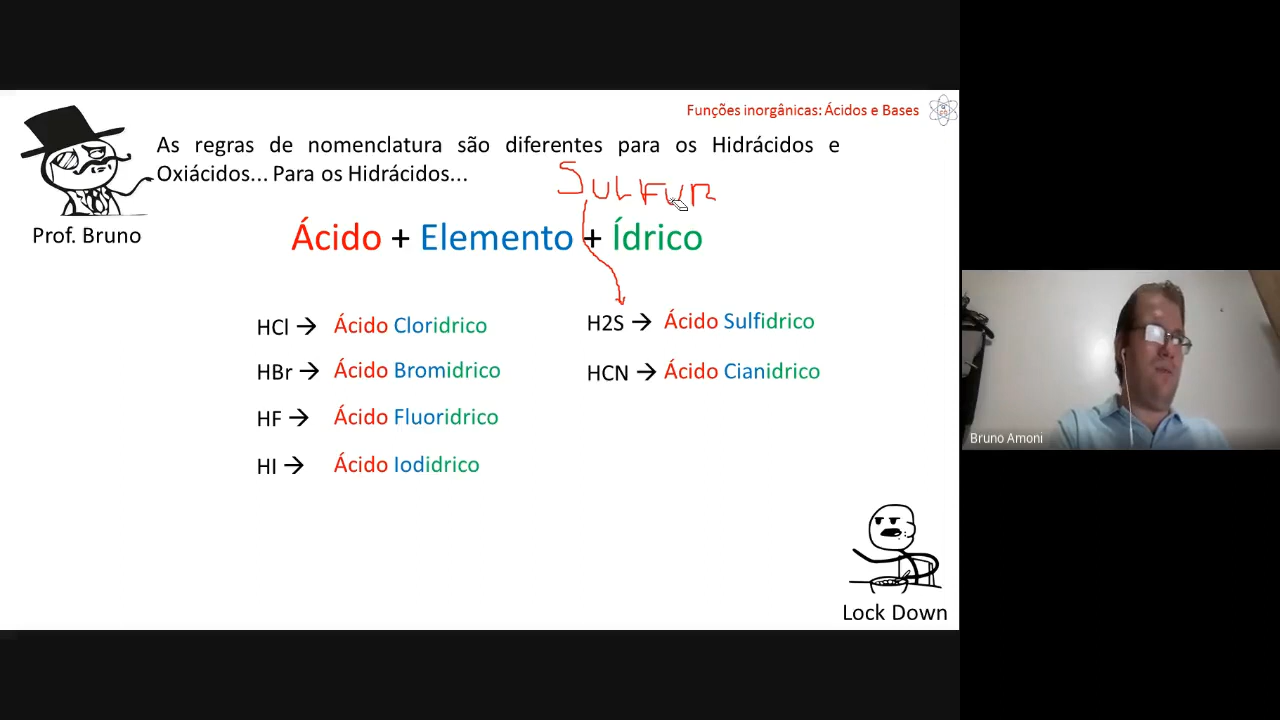 Funções inorgânicas: Ácidos e Bases
As regras de nomenclatura são diferentes para os Hidrácidos e
Oxiácidos... Para os Hidrácidos...
SULFUR
Prof. Bruno
Ácido + Elemento + Ídrico
HCl → Ácido Cloridrico
HBr → Ácido Bromidrico
HF → Ácido Fluoridrico
HI → Ácido Iodidrico
H2S → Ácido Sulfidrico
HCN → Ácido Cianidrico
Bruno Amoni
Lock Down